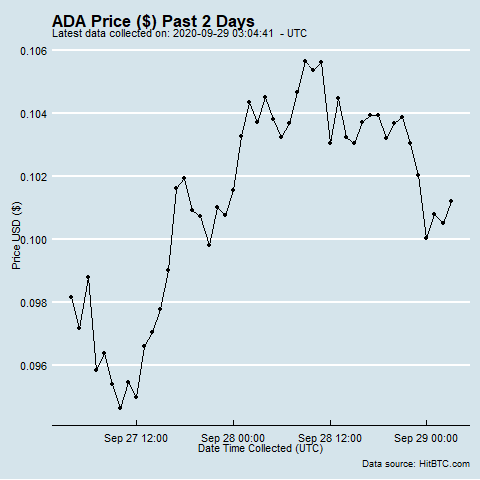 ADA Price ($) Past 2 Days
Latest data collected on: 2020-09-29 03:04:41 - UTC
0.106
0.104
0.102
0.100
0.098
0.096
Price USD ($)
Sep 27 12:00
Sep 28 00:00
Sep 28 12:00
Sep 29 00:00
Date Time Collected (UTC)
Data source: HitBTC.com